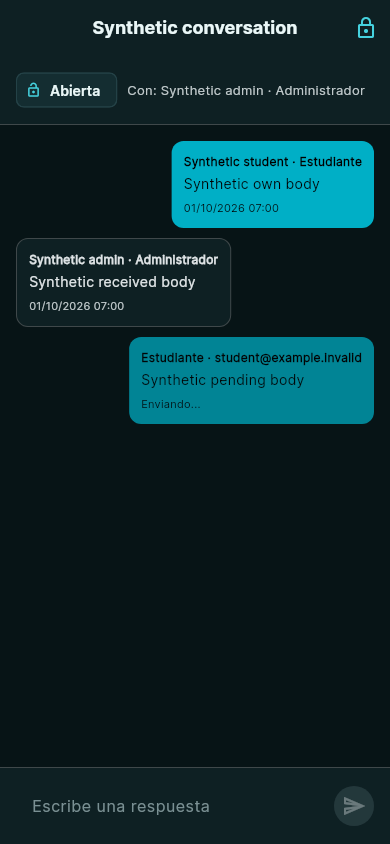 Synthetic conversation
Abierta
Con: Synthetic admin · Administrador
Synthetic student · Estudiante
Synthetic own body
01/10/2026 07:00
Synthetic admin · Administrador
Synthetic received body
01/10/2026 07:00
Estudiante · student@example.invalid
Synthetic pending body
Enviando...
Escribe una respuesta